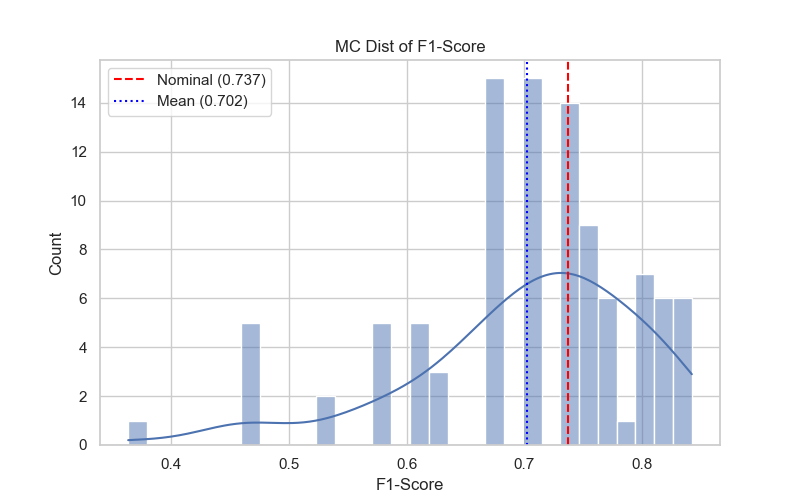 MC Dist of F1-Score
Nominal (0.737)
Mean (0.702)
14
12
10
8
6
4
2
0
Count
0.4 0.5 0.6 0.7 0.8
F1-Score